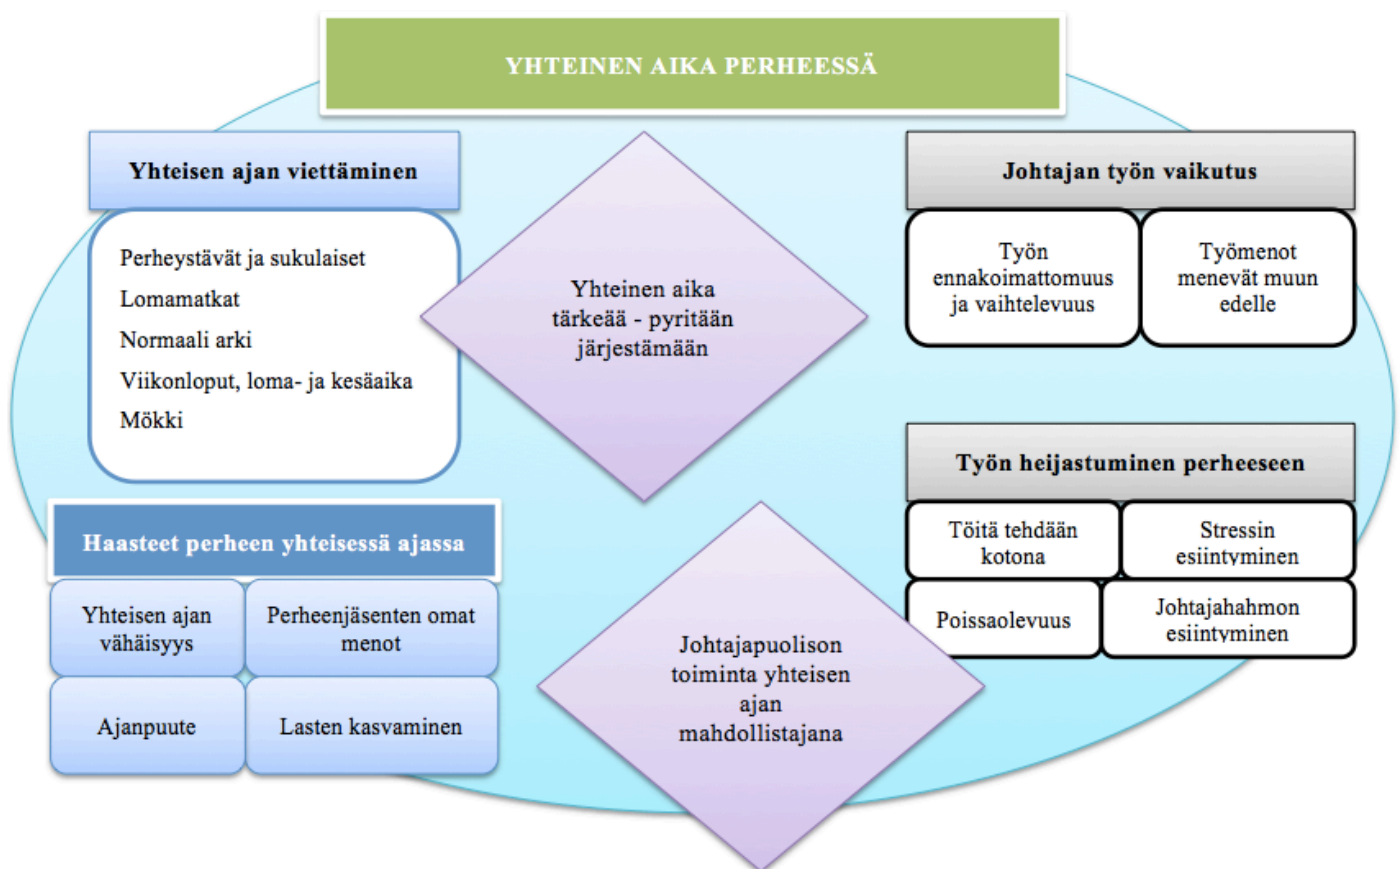 YHTEINEN AIKA PERHEESSÄ
Yhteisen ajan viettäminen
Perheystävät ja sukulaiset
Lomamatkat
Normaali arki
Viikonloput, loma- ja kesäaika
Mökki
Yhteinen aika
tärkeää - pyritään
järjestämään
Johtajan työn vaikutus
Työn
ennakoimattomuus
ja vaihtelevuus
Työmenot
menevät muun
edelle
Haasteet perheen yhteisessä ajassa
Yhteisen ajan
vähäisyys
Perheenjäsenten omat
menot
Ajanpuute
Lasten kasvaminen
Johtajapuolison
toiminta yhteisen
ajan
mahdollistajana
Työn heijastuminen perheeseen
Töitä tehdään
kotona
Stressin
esiintyminen
Poissaolevuus
Johtajahahmon
esiintyminen